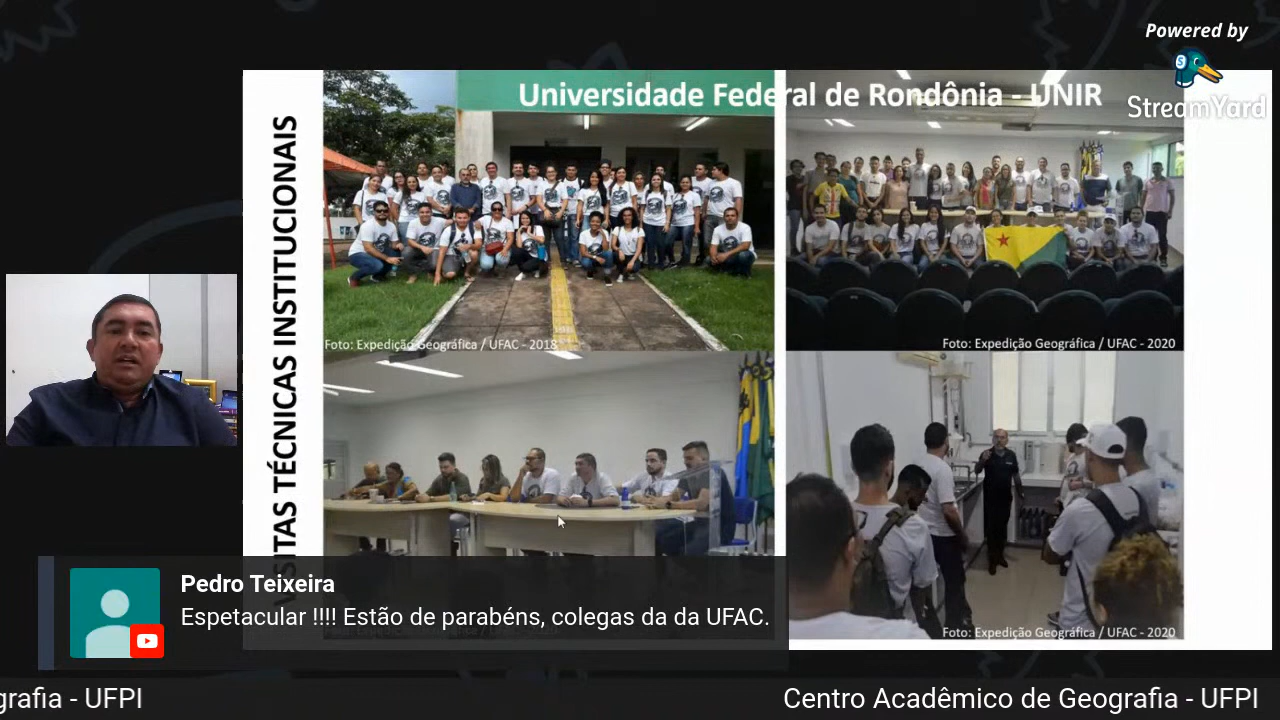 Powered by
StreamYard
Universidade Federal de Rondônia - UNIR
ITAS TÉCNICAS INSTITUCIONAIS
Foto: Expedição Geográfica / UFAC - 2018
Foto: Expedição Geográfica / UFAC - 2020
Foto: Expedição Geográfica / UFAC - 2020
Pedro Teixeira
Espetacular !!!! Estão de parabéns, colegas da da UFAC.
grafia - UFPI
Centro Acadêmico de Geografia - UFPI